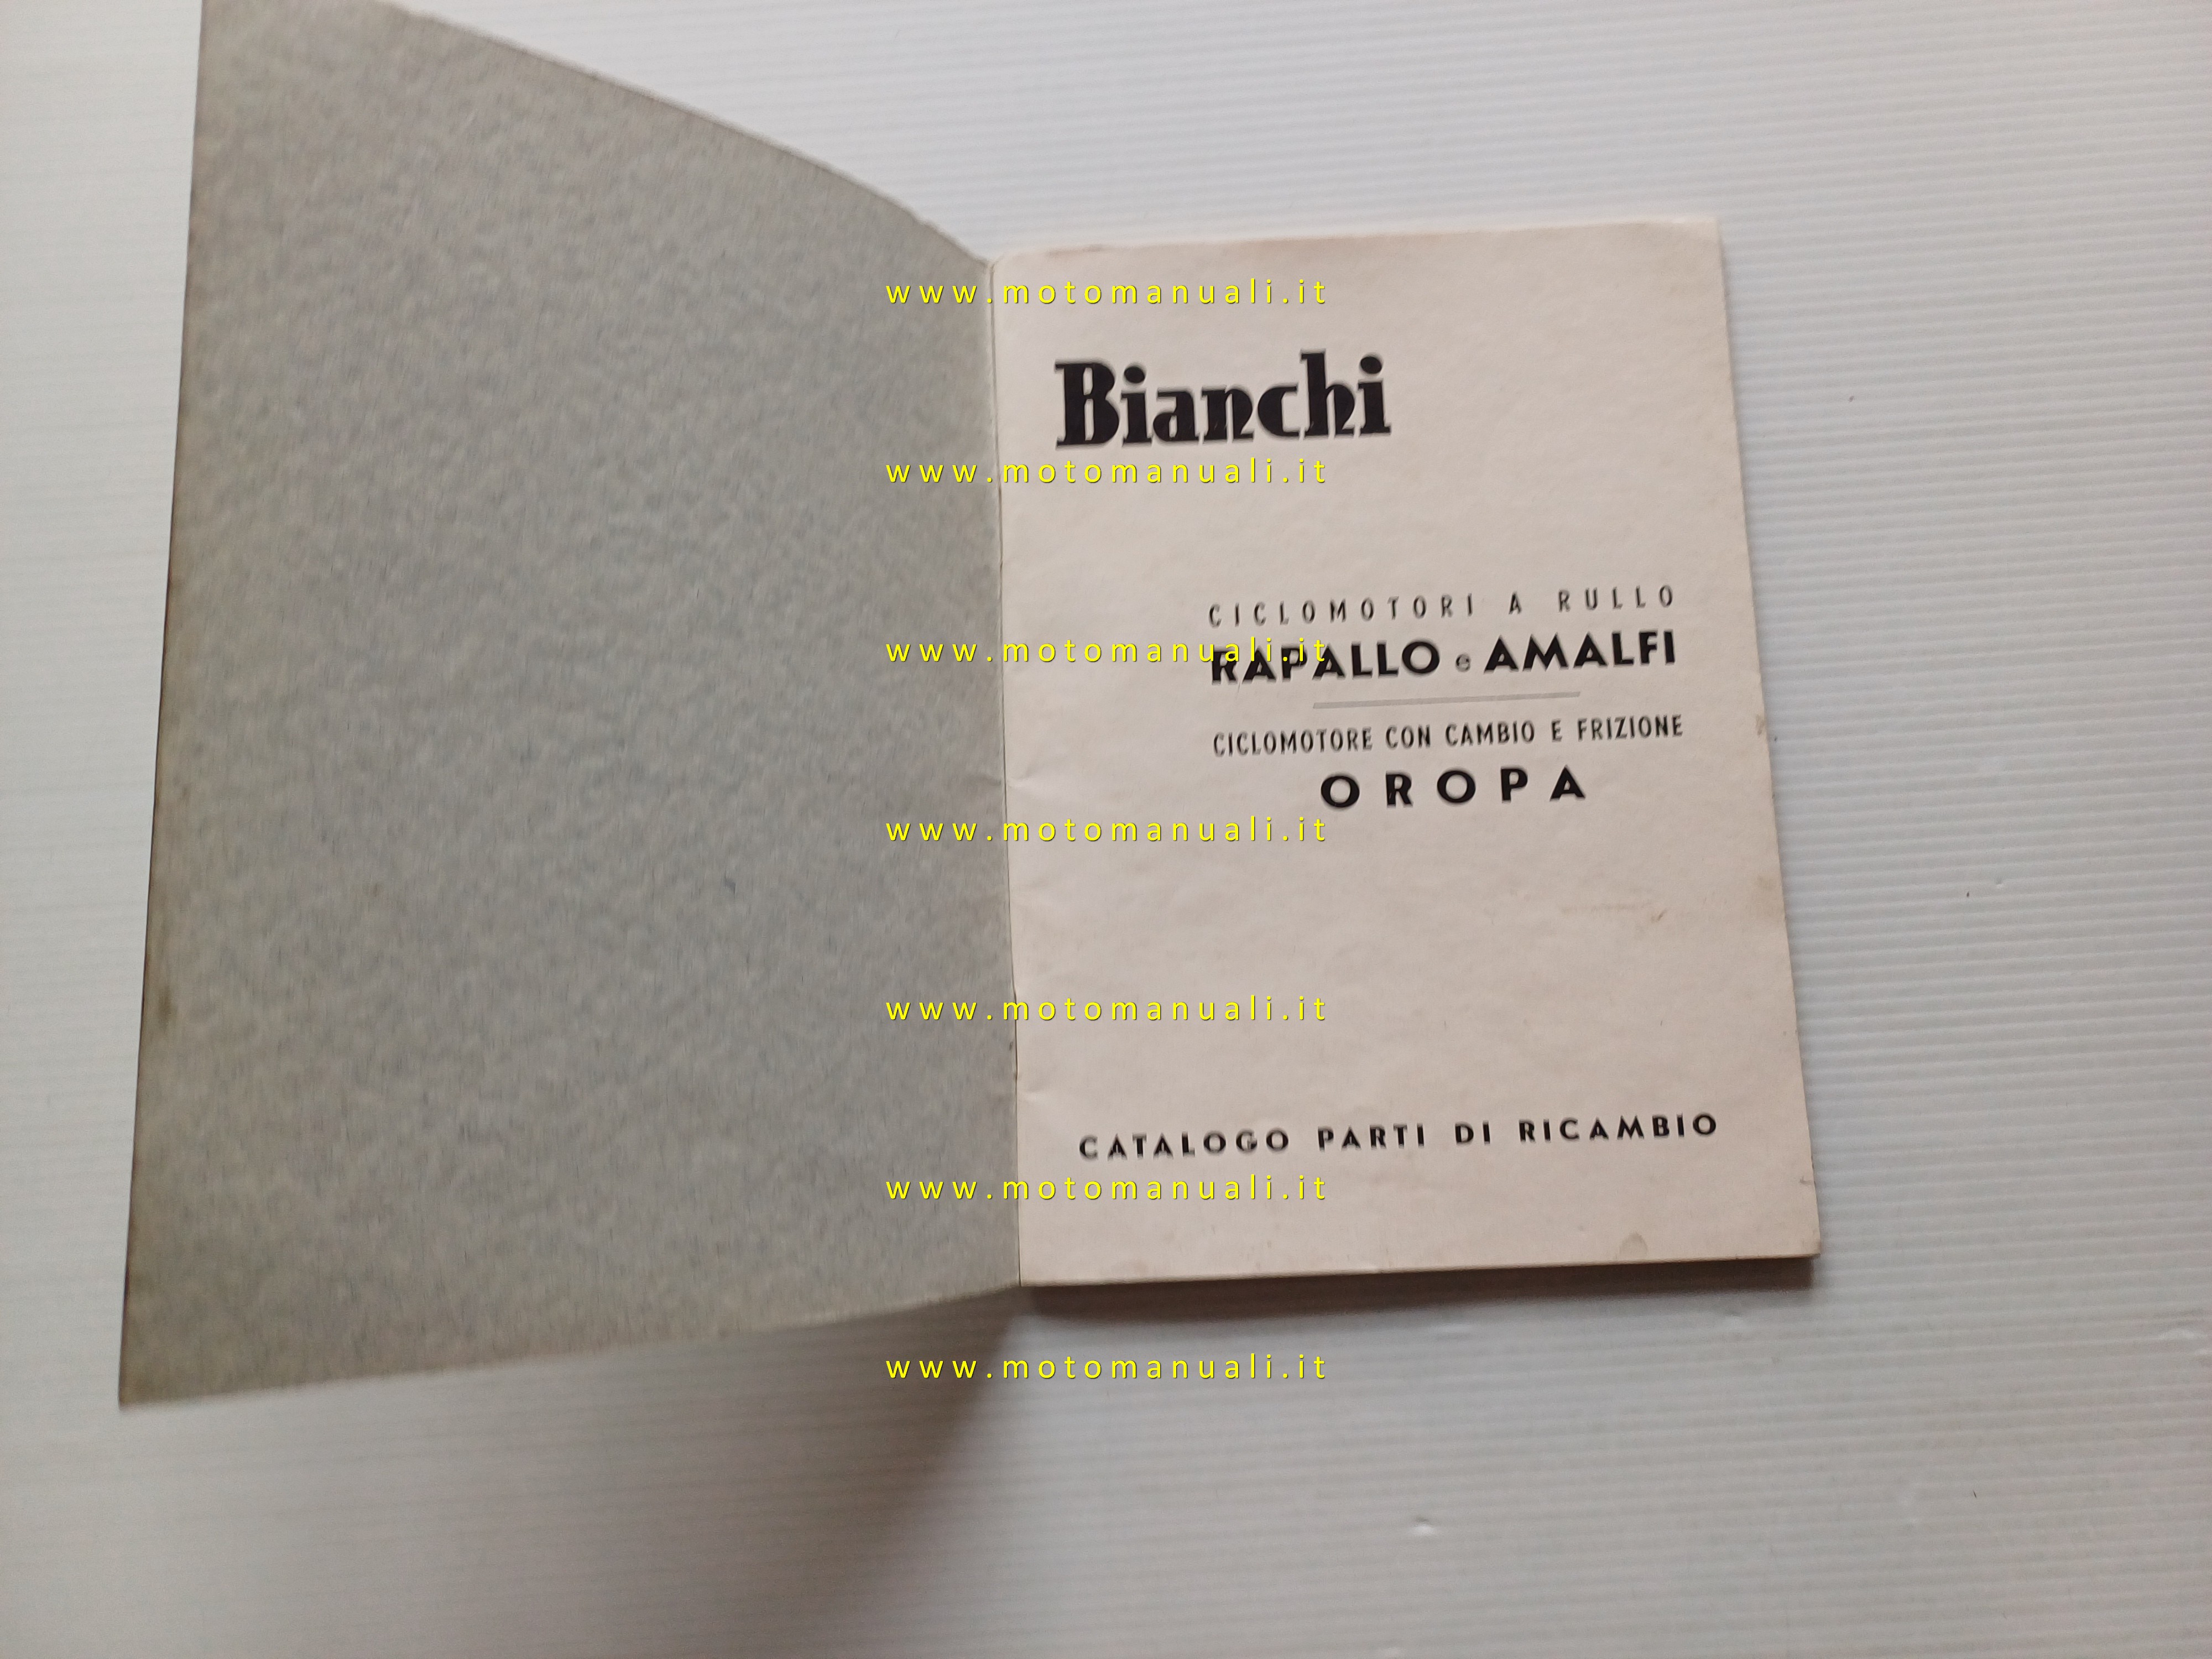 www.motomanuali.it
Bianchi
www.motomanuali.it
CICLOMOTORI A RULLO
www.motomanuali.it
RAPALLO e AMALFI
CICLOMOTORE CON CAMBIO E FRIZIONE
OROPA
www.motomanuali.it
www.motomanuali.it
CATALOGO PARTI DI RICAMBIO
www.motomanuali.it
www.motomanuali.it